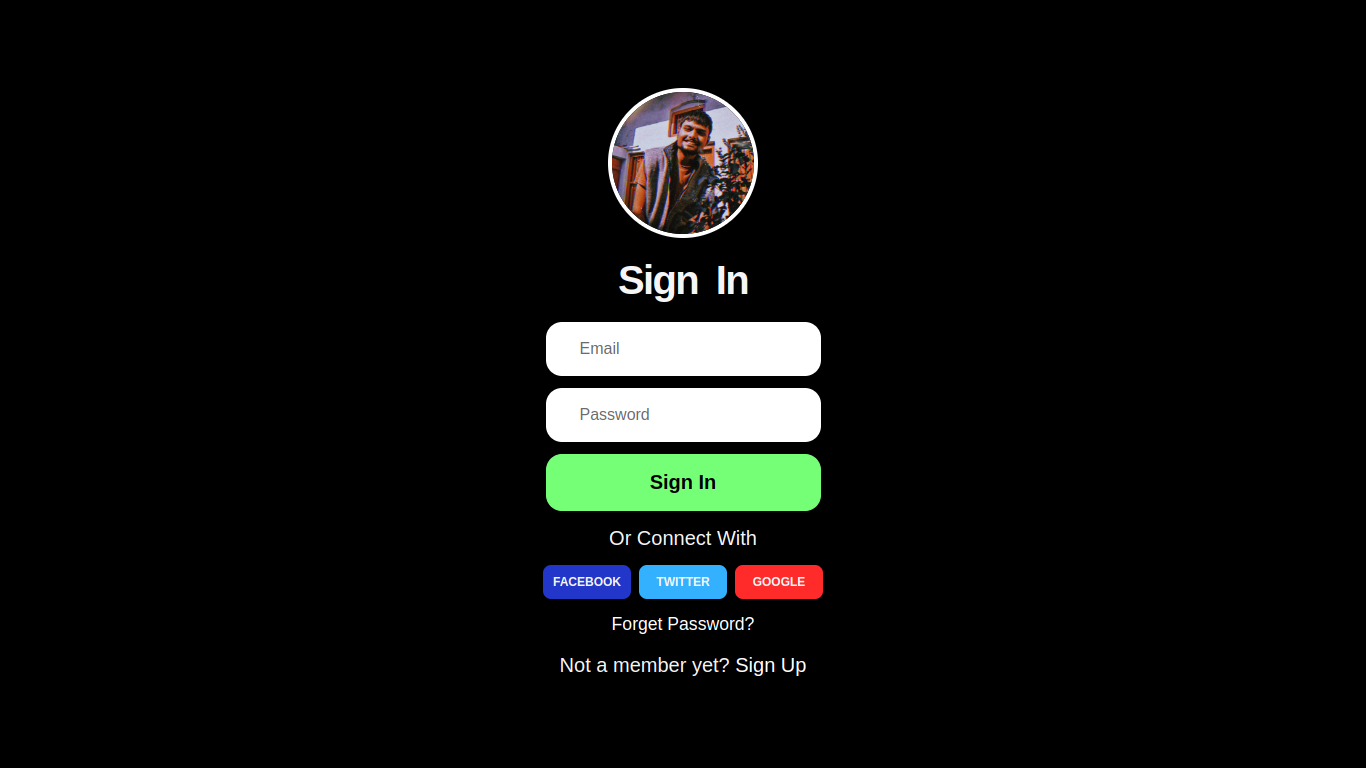 Sign In
Email
Password
Sign In
Or Connect With
FACEBOOK TWITTER GOOGLE
Forget Password?
Not a member yet? Sign Up